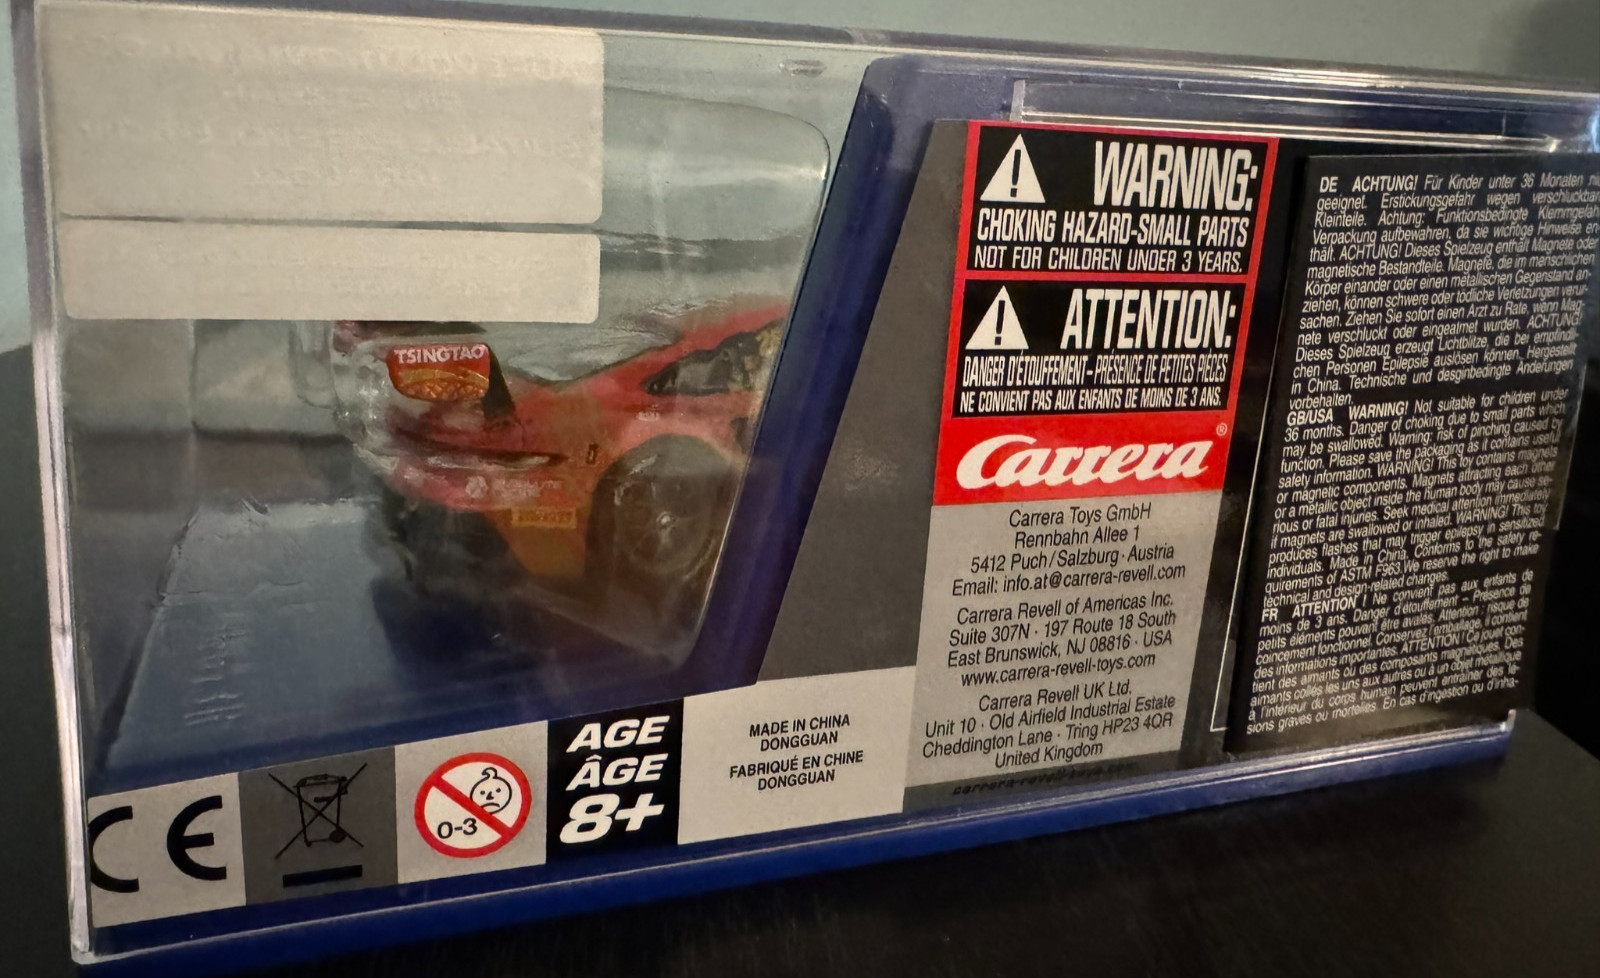 TSINGTAO
WARNING:
CHOKING HAZARD-SMALL PARTS
NOT FOR CHILDREN UNDER 3 YEARS.
ATTENTION:
DANGER D'ÉTOUFFEMENT - PRÉSENCE DE PETITES PIÈCES
NE CONVIENT PAS AUX ENFANTS DE MOINS DE 3 ANS.
Carrera®
Carrera Toys GmbH
Rennbahn Allee 1
5412 Puch/Salzburg · Austria
Email: info.at@carrera-revell.com
Carrera Revell of Americas Inc.
Suite 307N · 197 Route 18 South
East Brunswick, NJ 08816 · USA
www.carrera-revell-toys.com
Carrera Revell UK Ltd.
Unit 10 · Old Airfield Industrial Estate
Cheddington Lane · Tring HP23 4QR
United Kingdom
carrera-revell-toys.com
DE ACHTUNG! Für Kinder unter 36 Monaten
geeignet. Erstickungsgefahr wegen verschluckbar
Kleinteile. Achtung: Funktionsbedingte Klemmgefahr
Verpackung aufbewahren, da sie wichtige Hinweise en-
thält. ACHTUNG! Dieses Spielzeug enthält Magnete oder
magnetische Bestandteile. Magnete, die im menschlichen
Körper einander oder einen metallischen Gegenstand an-
ziehen, können schwere oder tödliche Verletzungen verur-
sachen. Ziehen Sie sofort einen Arzt zu Rate, wenn Mag-
nete verschluckt oder eingeatmet wurden. ACHTUNG!
Dieses Spielzeug erzeugt Lichtblitze, die bei empfindli-
chen Personen Epilepsie auslösen können. Hergestellt
in China. Technische und designbedingte Änderungen
vorbehalten.
GB/USA WARNING! Not suitable for children under
36 months. Danger of choking due to small parts which
may be swallowed. Warning: risk of pinching caused by
function. Please save the packaging as it contains useful
safety information. WARNING! This toy contains magnets
or magnetic components. Magnets attracting each other
or a metallic object inside the human body may cause se-
rious or fatal injuries. Seek medical attention immediately
if magnets are swallowed or inhaled. WARNING! This toy
produces flashes that may trigger epilepsy in sensitized
individuals. Made in China. Conforms to the safety re-
quirements of ASTM F963. We reserve the right to make
technical and design-related changes.
FR ATTENTION ! Ne convient pas aux enfants de
moins de 3 ans. Danger d'étouffement - Présence de
petits éléments pouvant être avalés. Attention : risque de
coincement fonctionnel. Conservez l'emballage, il contient
des informations importantes. ATTENTION! Ce jouet con-
tient des aimants ou des composants magnétiques. Des
aimants collés les uns aux autres ou à un objet métallique
à l'intérieur du corps humain peuvent entraîner des lé-
sions graves ou mortelles. En cas d'ingestion ou d'inha-
CE
0-3
AGE
ÂGE
8+
MADE IN CHINA
DONGGUAN
FABRIQUÉ EN CHINE
DONGGUAN